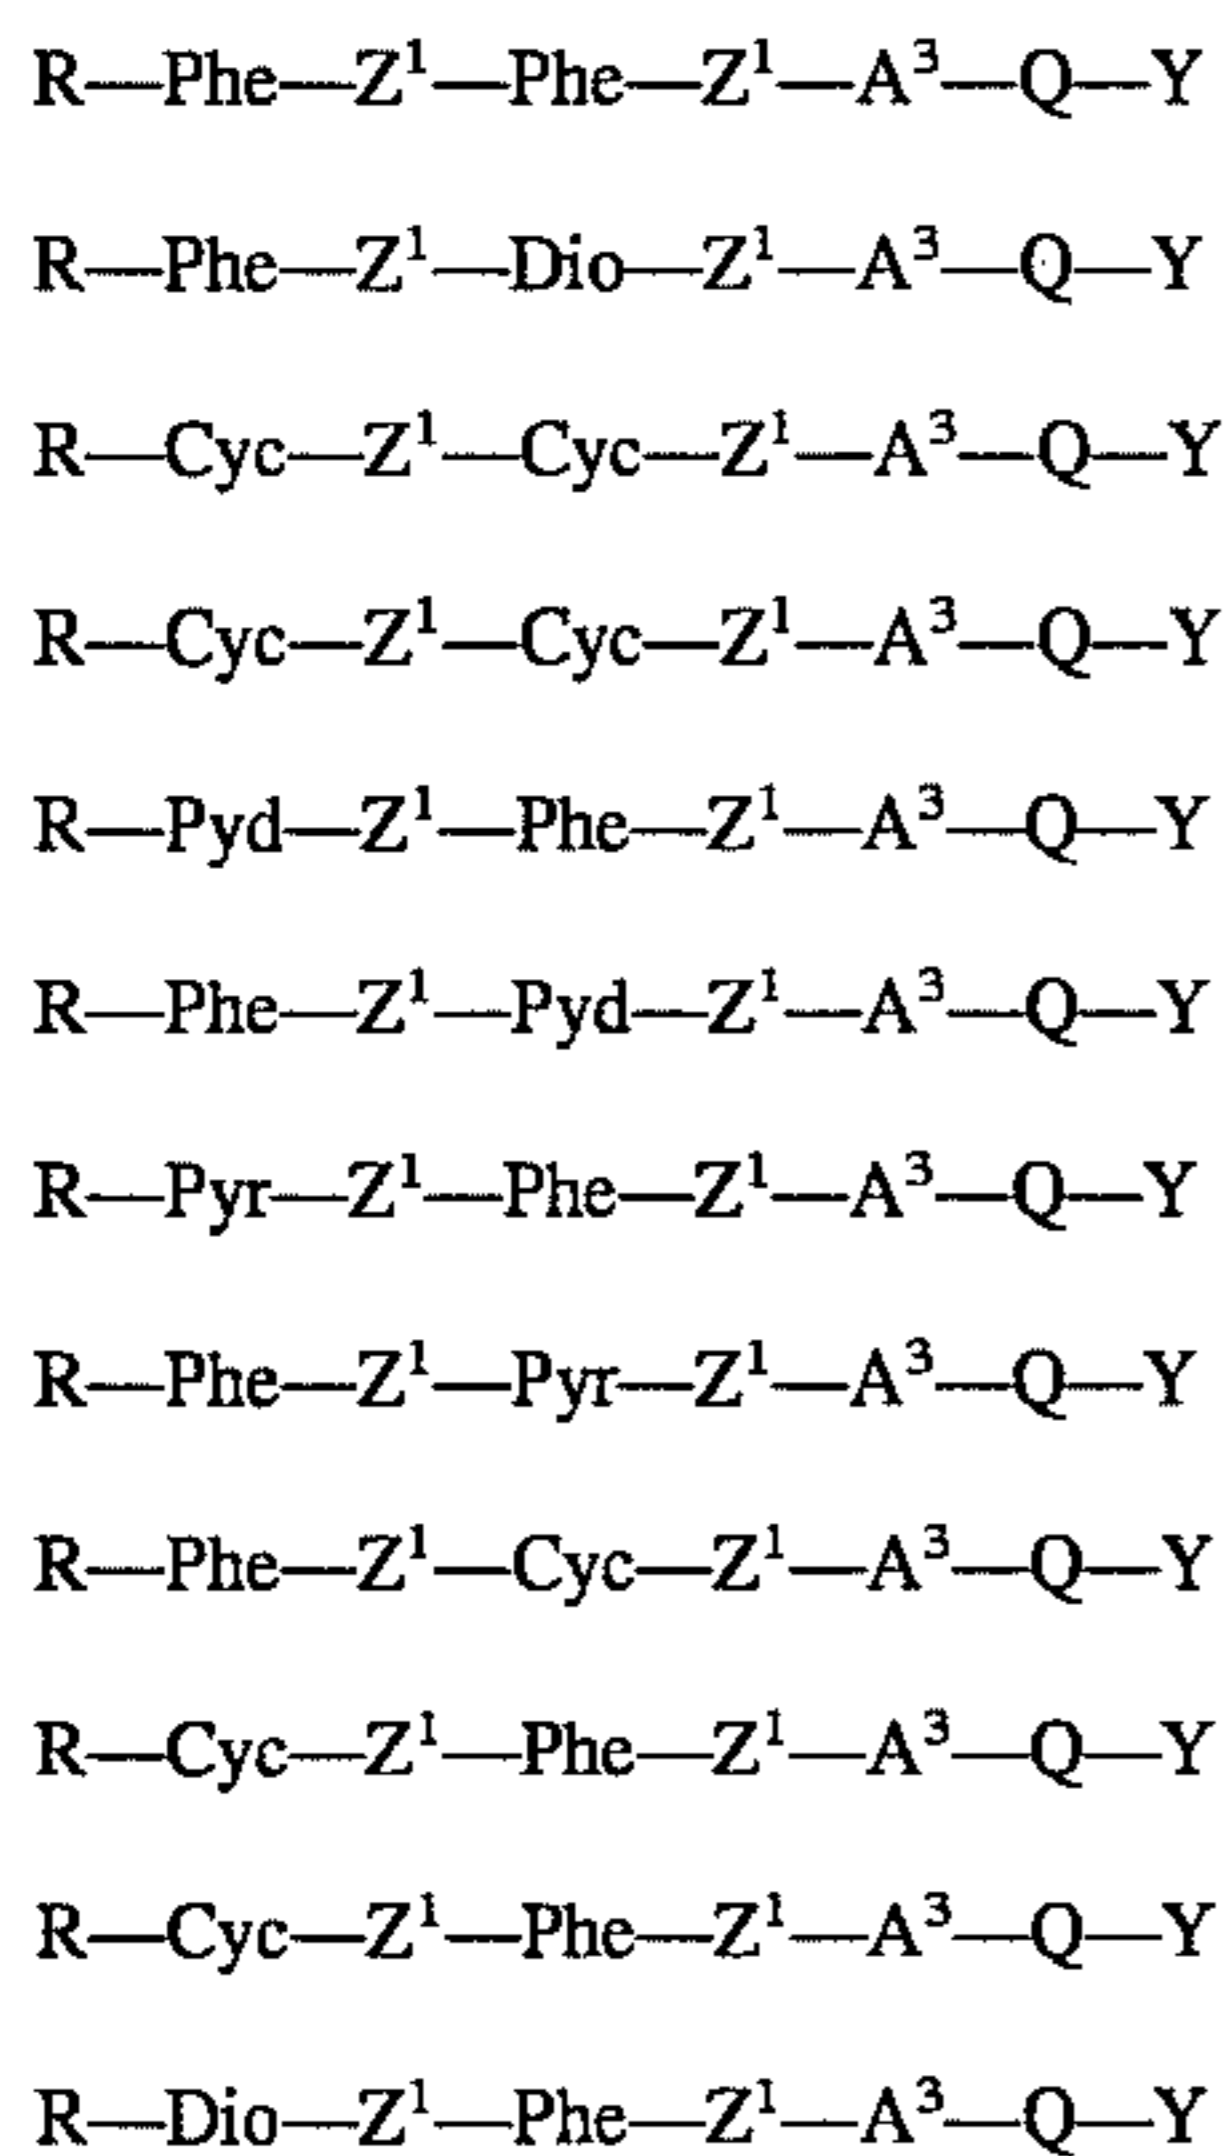 R—Phe—Z¹—Phe—Z¹—A³—Q—Y
R—Phe—Z¹—Dio—Z¹—A³—Q—Y
R—Cyc—Z¹—Cyc—Z¹—A³—Q—Y
R—Cyc—Z¹—Cyc—Z¹—A³—Q—Y
R—Pyd—Z¹—Phe—Z¹—A³—Q—Y
R—Phe—Z¹—Pyd—Z¹—A³—Q—Y
R—Pyr—Z¹—Phe—Z¹—A³—Q—Y
R—Phe—Z¹—Pyr—Z¹—A³—Q—Y
R—Phe—Z¹—Cyc—Z¹—A³—Q—Y
R—Cyc—Z¹—Phe—Z¹—A³—Q—Y
R—Cyc—Z¹—Phe—Z¹—A³—Q—Y
R—Dio—Z¹—Phe—Z¹—A³—Q—Y